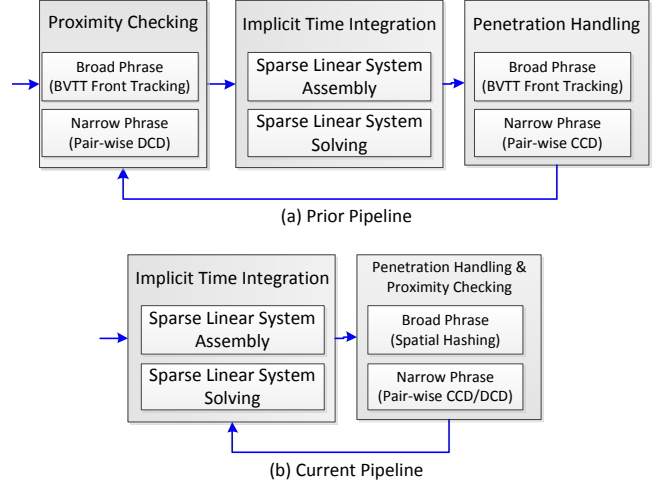 Proximity Checking
Broad Phrase
(BVTT Front Tracking)
Narrow Phrase
(Pair-wise DCD)
Implicit Time Integration
Sparse Linear System
Assembly
Sparse Linear System
Solving
Penetration Handling
Broad Phrase
(BVTT Front Tracking)
Narrow Phrase
(Pair-wise CCD)
(a) Prior Pipeline
Implicit Time Integration
Sparse Linear System
Assembly
Sparse Linear System
Solving
Penetration Handling &
Proximity Checking
Broad Phrase
(Spatial Hashing)
Narrow Phrase
(Pair-wise CCD/DCD)
(b) Current Pipeline